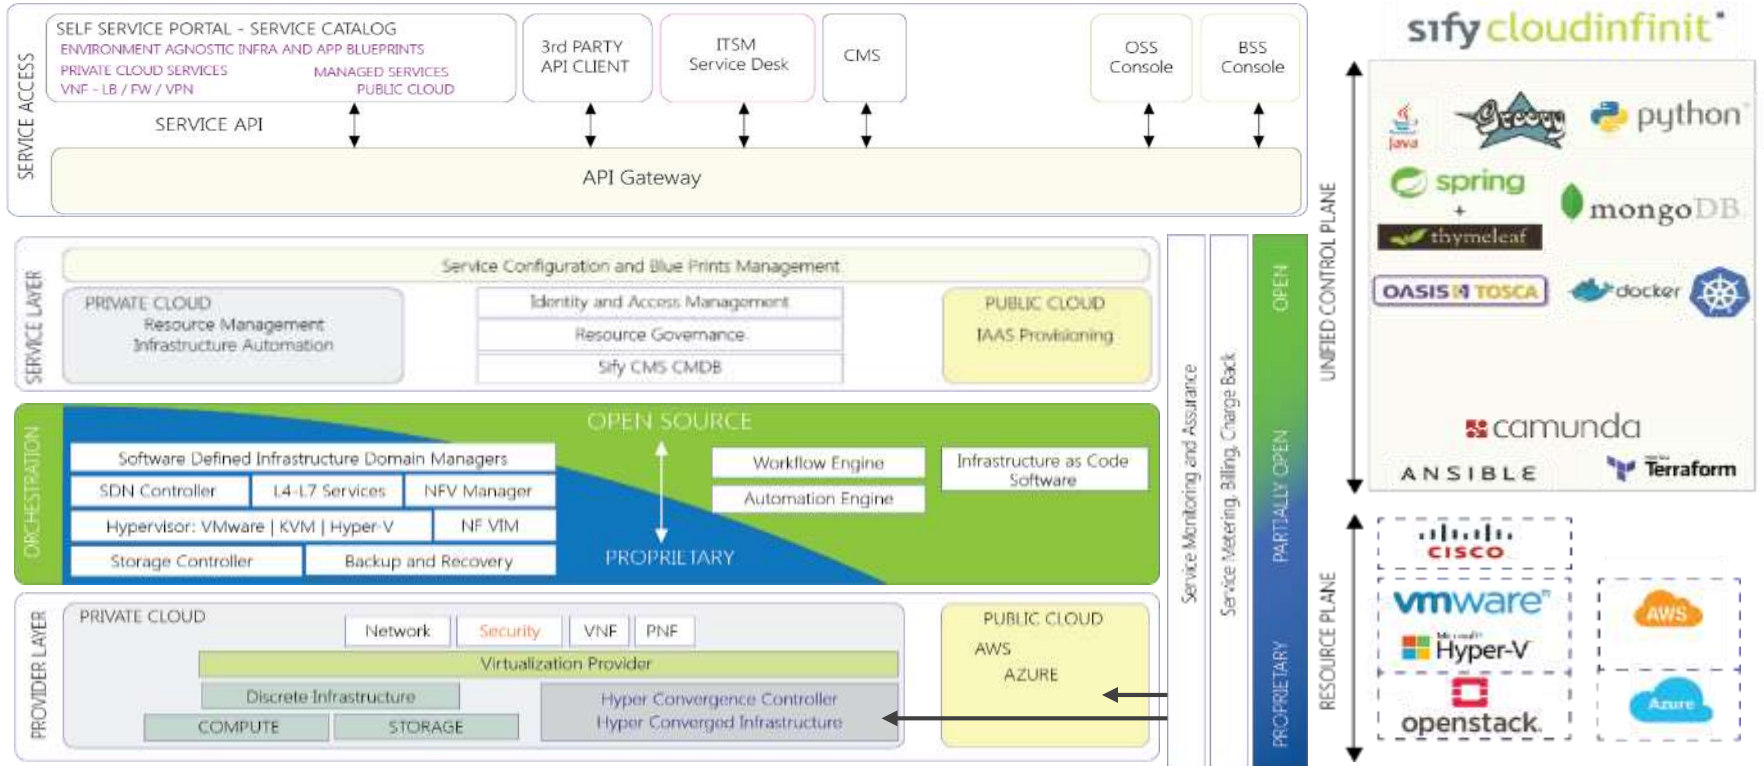 SERVICE ACCESS
SELF SERVICE PORTAL - SERVICE CATALOG
ENVIRONMENT AGNOSTIC INFRA AND APP BLUEPRINTS
PRIVATE CLOUD SERVICES
MANAGED SERVICES
VNF - LB / FW / VPN
PUBLIC CLOUD
3rd PARTY
API CLIENT
ITSM
Service Desk
CMS
OSS
Console
BSS
Console
SERVICE API
API Gateway
SERVICE LAYER
Service Configuration and Blue Prints Management
PRIVATE CLOUD
Resource Management
Infrastructure Automation
Identity and Access Management
Resource Governance
Sify CMS CMDB
PUBLIC CLOUD
IAAS Provisioning
ORCHESTRATION
OPEN SOURCE
PROPRIETARY
Software Defined Infrastructure Domain Managers
SDN Controller
L4-L7 Services
NFV Manager
Hypervisor: VMware | KVM | Hyper-V
NF VIM
Storage Controller
Backup and Recovery
Workflow Engine
Automation Engine
Infrastructure as Code
Software
PROVIDER LAYER
PRIVATE CLOUD
Network
Security
VNF
PNF
Virtualization Provider
Discrete Infrastructure
COMPUTE
STORAGE
Hyper Convergence Controller
Hyper Converged Infrastructure
PUBLIC CLOUD
AWS
AZURE
Service Monitoring and Assurance
Service Metering, Billing, Charge Back
OPEN
PARTIALLY OPEN
PROPRIETARY
sify cloudinfinit
UNIFIED CONTROL PLANE
java
Groovy
python
spring
+
thymeleaf
mongoDB
OASIS TOSCA
docker
camunda
ANSIBLE
Terraform
RESOURCE PLANE
CISCO
vmware
Microsoft
Hyper-V
openstack
AWS
Azure